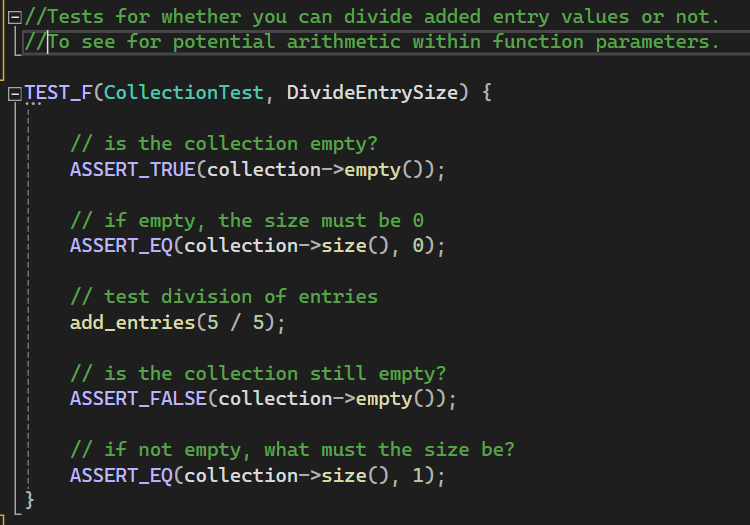 //Tests for whether you can divide added entry values or not.
//To see for potential arithmetic within function parameters.
TEST_F(CollectionTest, DivideEntrySize) {
// is the collection empty?
ASSERT_TRUE(collection->empty());
// if empty, the size must be 0
ASSERT_EQ(collection->size(), 0);
// test division of entries
add_entries(5 / 5);
// is the collection still empty?
ASSERT_FALSE(collection->empty());
// if not empty, what must the size be?
ASSERT_EQ(collection->size(), 1);
}